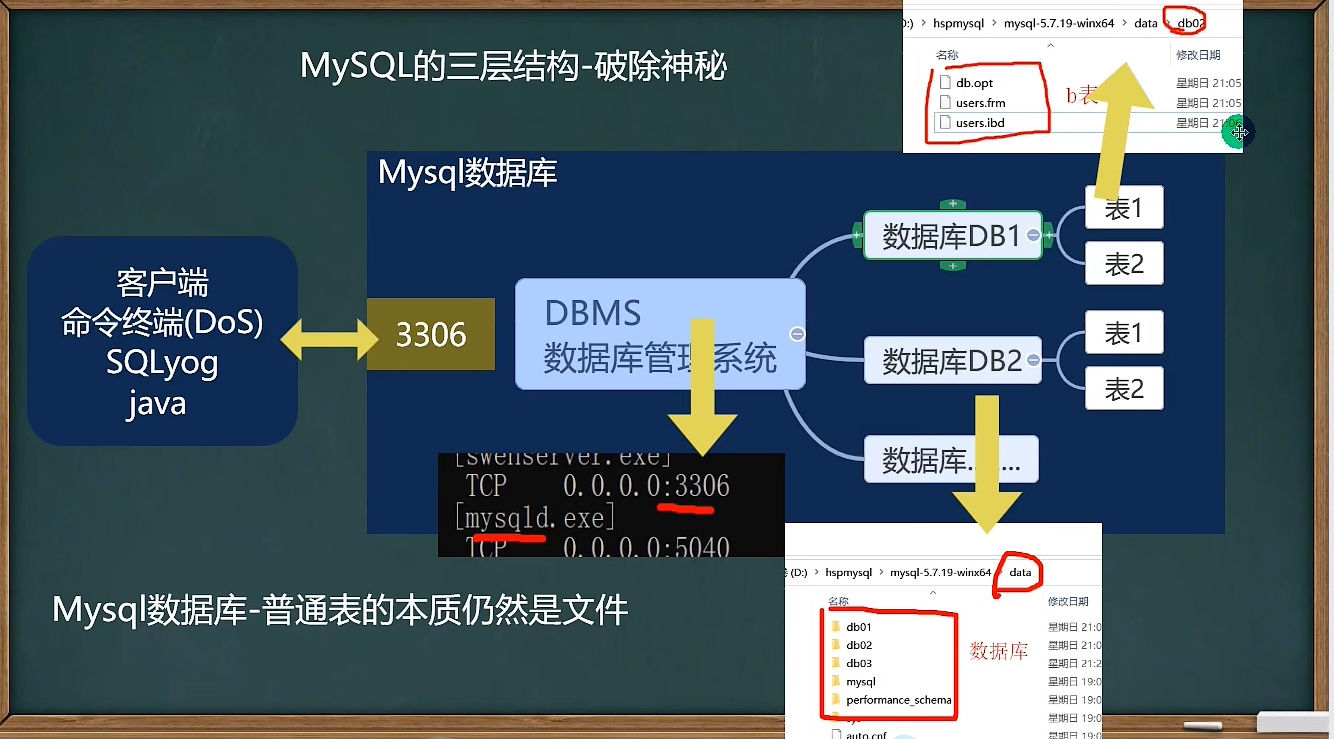 MySQL的三层结构-破除神秘
hspmysql > mysql-5.7.19-winx64 > data > db02
名称
修改日期
db.opt
星期日 21:05
users.frm
b表
星期日 21:05
users.ibd
星期日 21:06
Mysql数据库
客户端
命令终端(DoS)
SQLyog
java
3306
DBMS
数据库管理系统
数据库DB1
表1
表2
数据库DB2
表1
表2
数据库... ...
[swenserver.exe]
TCP 0.0.0.0:3306
[mysqld.exe]
TCP 0.0.0.0:5040
Mysql数据库-普通表的本质仍然是文件
(D:) > hspmysql > mysql-5.7.19-winx64 > data
名称
修改日期
db01
星期日 21:0
db02
星期日 21:0
db03
星期日 21:2
数据库
mysql
星期日 19:0
performance_schema
星期日 19:0
星期日 19:0
auto.cnf
星期日 19:0